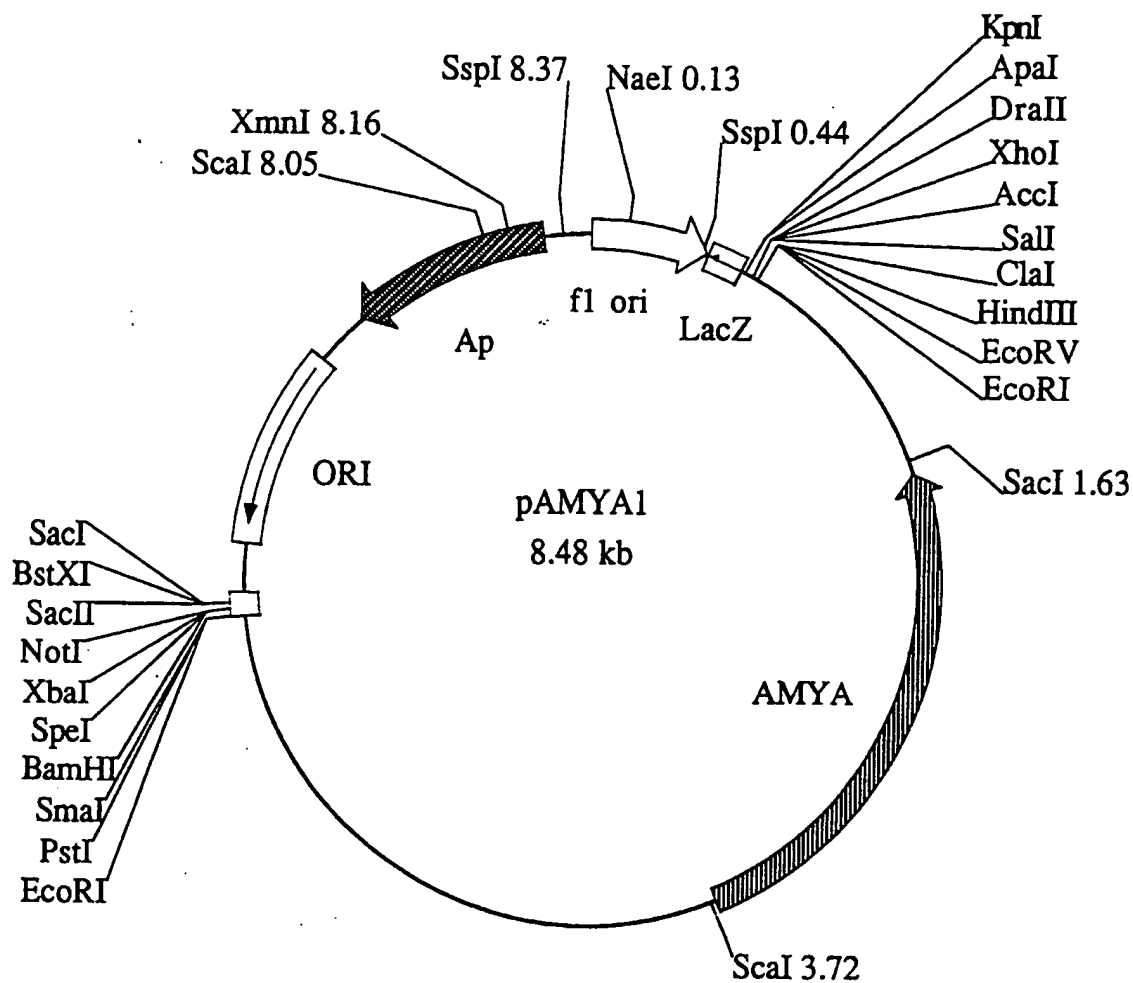 SspI 8.37
NaeI 0.13
XmnI 8.16
SspI 0.44
ScaI 8.05
KpnI
ApaI
DraII
XhoI
AccI
SalI
ClaI
HindIII
EcoRV
EcoRI
f1 ori
LacZ
Ap
ORI
SacI 1.63
pAMYA1
8.48 kb
SacI
BstXI
SacII
NotI
XbaI
SpeI
BamHI
SmaI
PstI
EcoRI
AMYA
ScaI 3.72